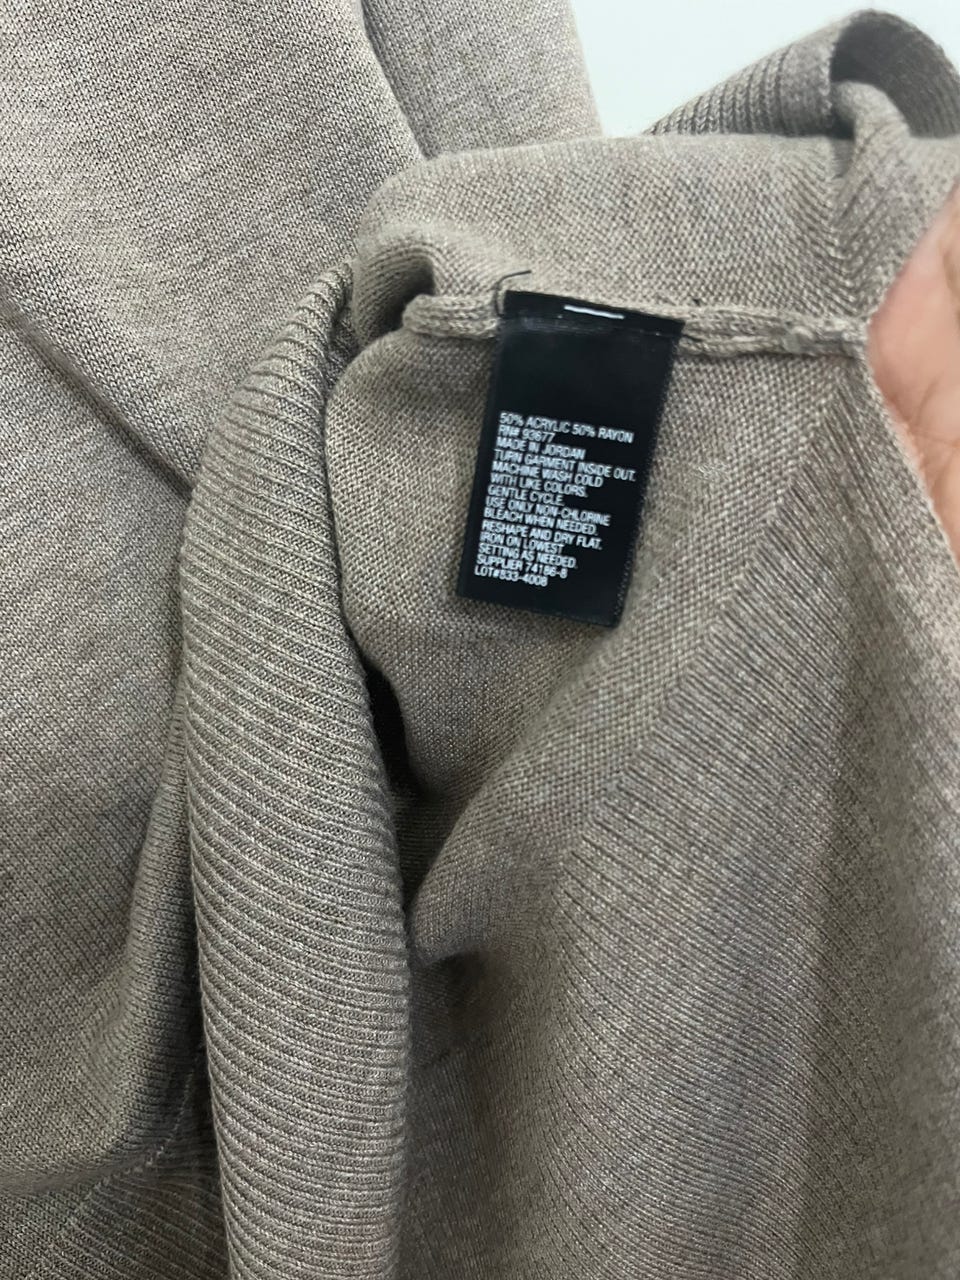 50% ACRYLIC 50% RAYON
RN# 93677
MADE IN JORDAN
TURN GARMENT INSIDE OUT.
MACHINE WASH COLD
WITH LIKE COLORS.
GENTLE CYCLE.
USE ONLY NON-CHLORINE
BLEACH WHEN NEEDED.
RESHAPE AND DRY FLAT.
IRON ON LOWEST
SETTING AS NEEDED.
SUPPLIER 74186-8
LOT#833-4008